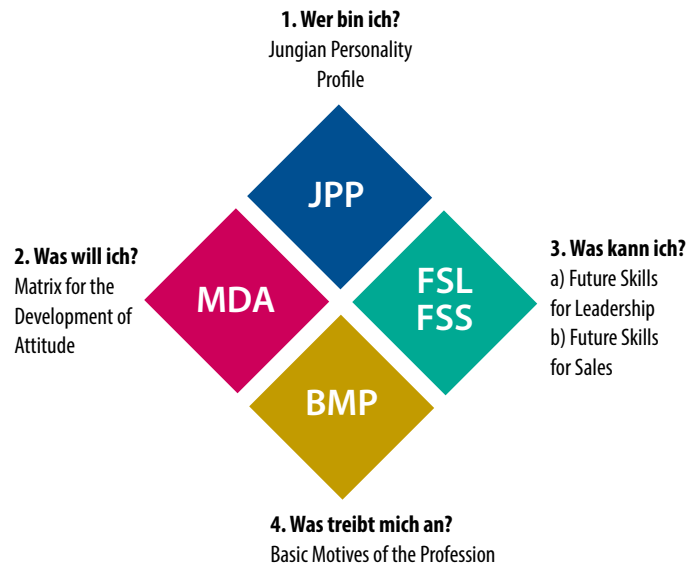 1. Wer bin ich?
Jungian Personality
Profile
JPP
2. Was will ich?
Matrix for the
Development of
Attitude
MDA
FSL
FSS
3. Was kann ich?
a) Future Skills
for Leadership
b) Future Skills
for Sales
BMP
4. Was treibt mich an?
Basic Motives of the Profession